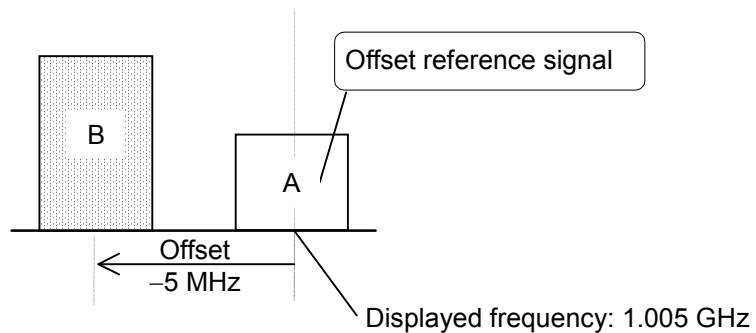 Offset reference signal
B
A
Offset
−5 MHz
Displayed frequency: 1.005 GHz